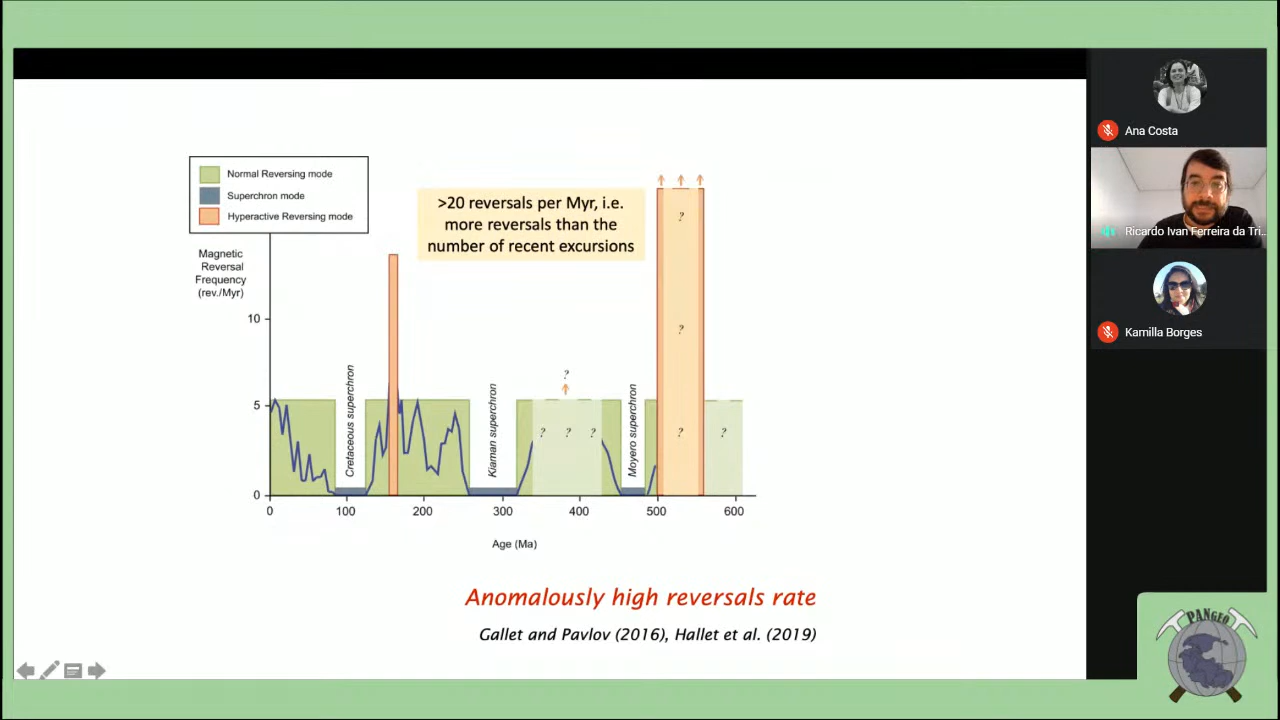 Normal Reversing mode
Superchron mode
Hyperactive Reversing mode
>20 reversals per Myr, i.e.
more reversals than the
number of recent excursions
Magnetic
Reversal
Frequency
(rev./Myr)
10
5
0
Cretaceous superchron
Kiaman superchron
Moyero superchron
?
?
?
?
?
?
?
?
?
0 100 200 300 400 500 600
Age (Ma)
Anomalously high reversals rate
Gallet and Pavlov (2016), Hallet et al. (2019)
Ana Costa
Ricardo Ivan Ferreira da Tri...
Kamilla Borges
PANGEO